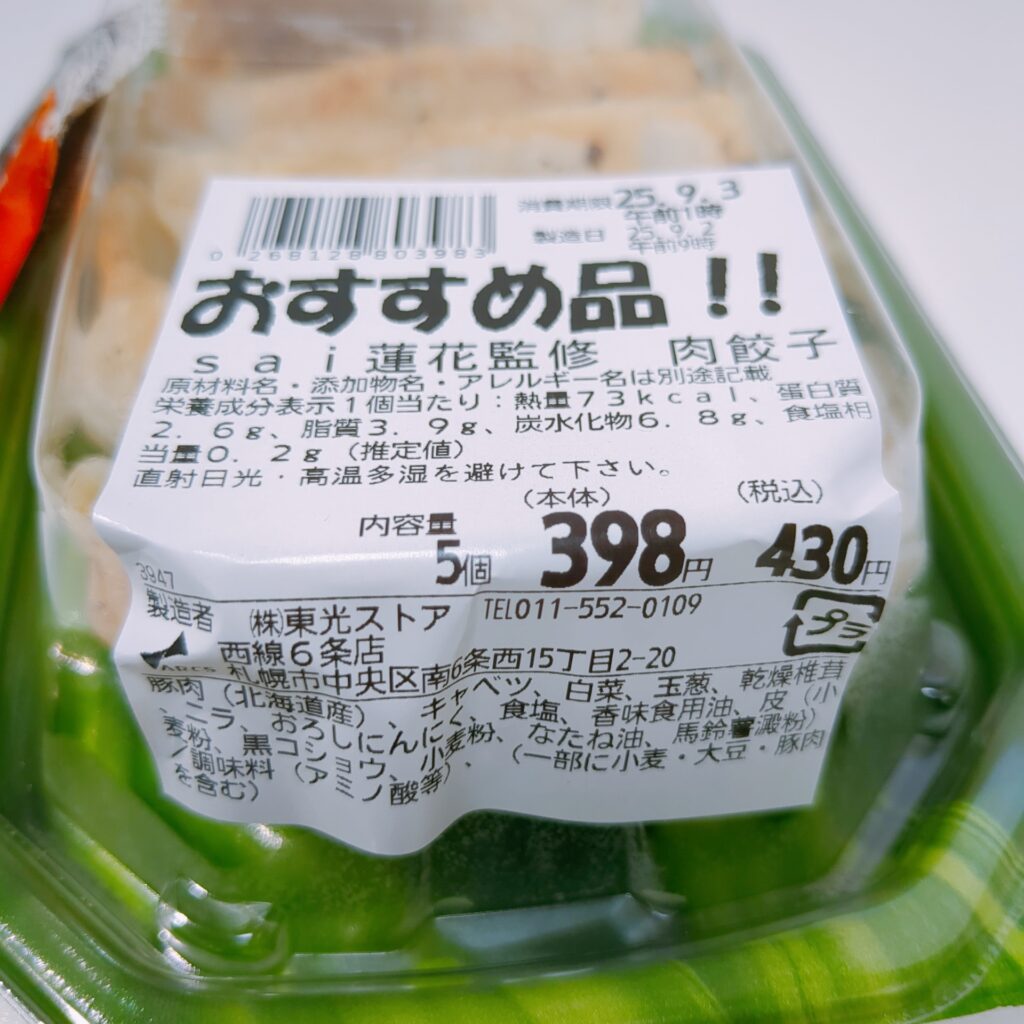 消費期限 25. 9. 3
午前1時
製造日 25. 9. 2
午前9時
0 268128 803983
おすすめ品！！
ｓａｉ蓮花監修　肉餃子
原材料名・添加物名・アレルギー名は別途記載
栄養成分表示１個当たり：熱量７３ｋｃａｌ、蛋白質
２．６ｇ、脂質３．９ｇ、炭水化物６．８ｇ、食塩相
当量０．２ｇ（推定値）
直射日光・高温多湿を避けて下さい。
（本体） （税込）
内容量
5個 398円 430円
3947
製造者 （株）東光ストア TEL011-552-0109
西線６条店
ARCS 札幌市中央区南6条西15丁目2-20
プラ
豚肉（北海道産）、キャベツ、白菜、玉葱、乾燥椎茸
、ニラ、おろしにんにく、食塩、香味食用油、皮（小
麦粉、黒コショウ、小麦粉、なたね油、馬鈴薯澱粉）
／調味料（アミノ酸等）、（一部に小麦・大豆・豚肉
を含む）